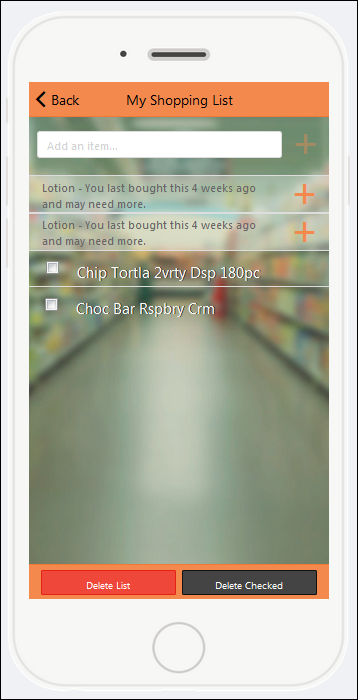 Back
My Shopping List
Add an item...
Lotion - You last bought this 4 weeks ago
and may need more.
Lotion - You last bought this 4 weeks ago
and may need more.
Chip Tortla 2vrty Dsp 180pc
Choc Bar Rspbry Crm
Delete List
Delete Checked